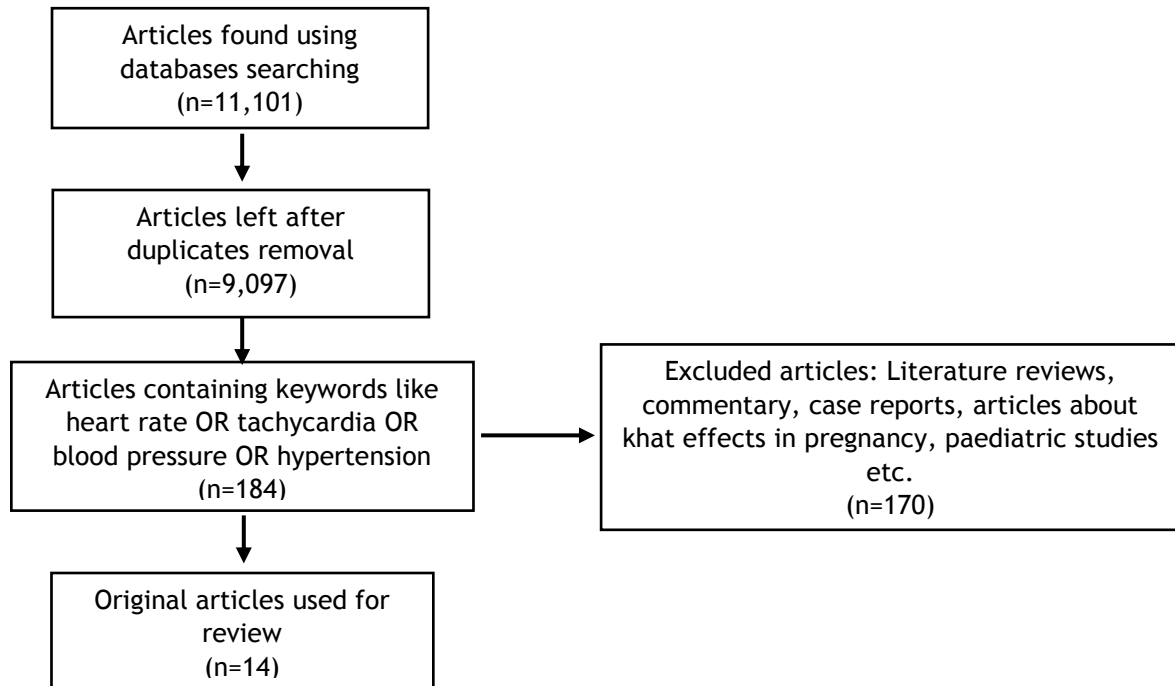 Articles found using
databases searching
(n=11,101)
Articles left after
duplicates removal
(n=9,097)
Articles containing keywords like
heart rate OR tachycardia OR
blood pressure OR hypertension
(n=184)
Excluded articles: Literature reviews,
commentary, case reports, articles about
khat effects in pregnancy, paediatric studies
etc.
(n=170)
Original articles used for
review
(n=14)